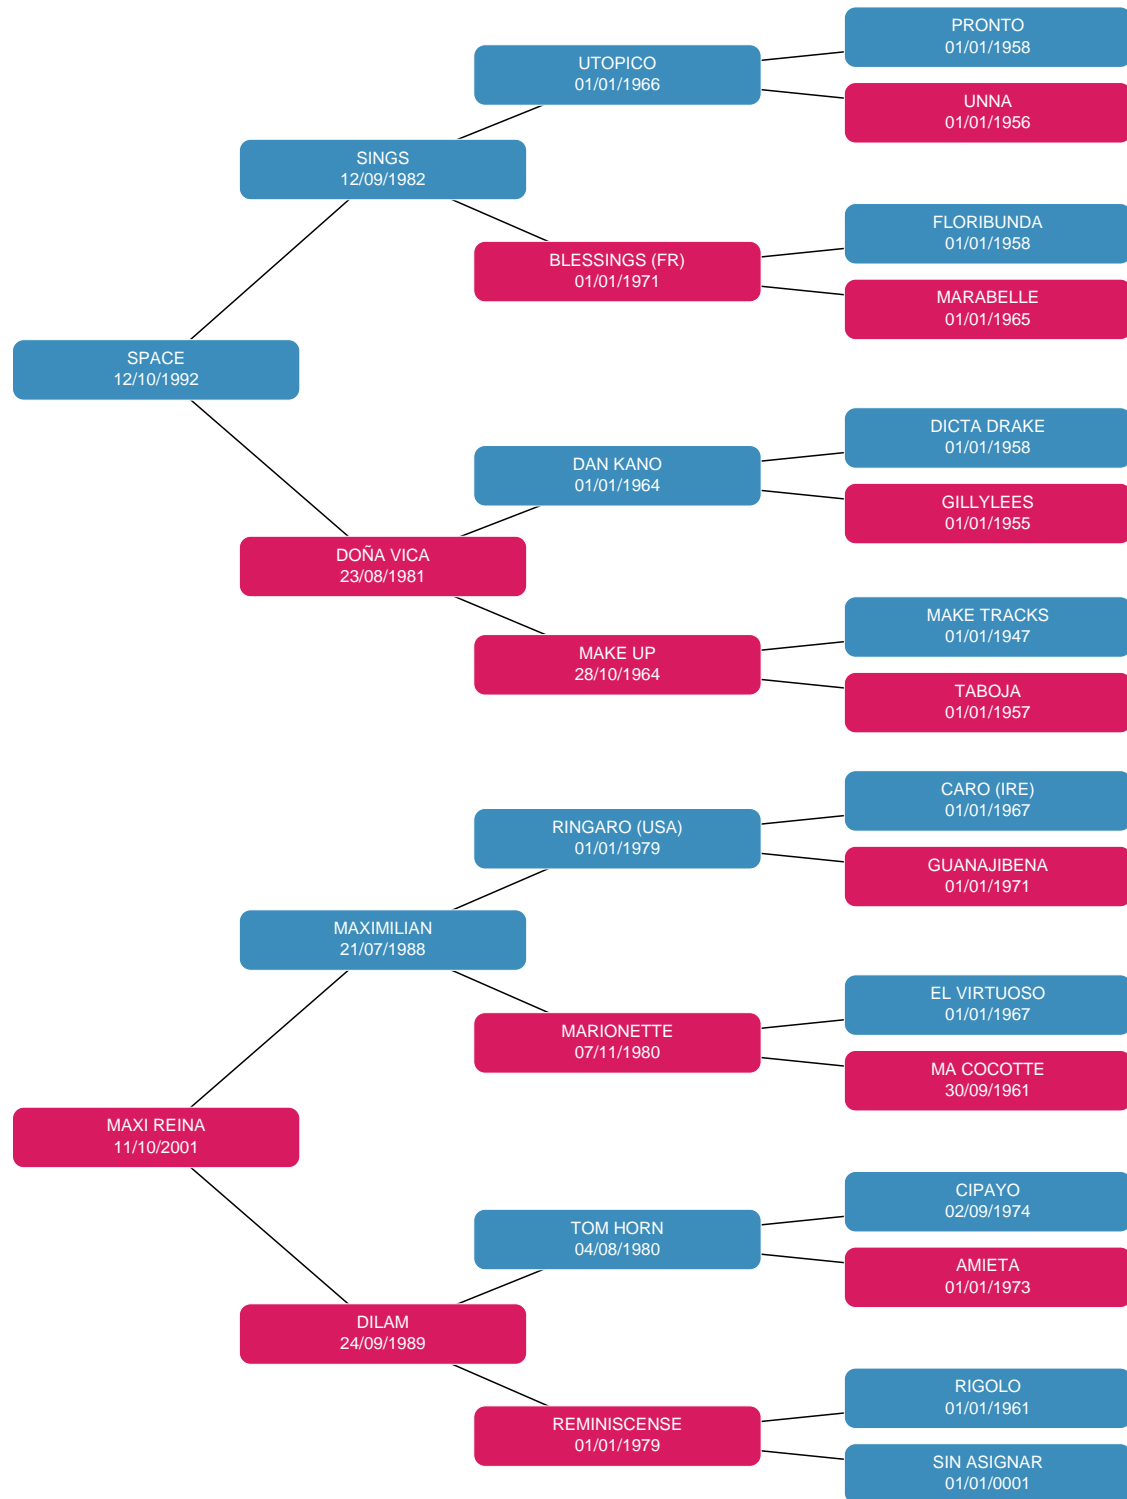 PRONTO
01/01/1958
UTOPICO
01/01/1966
UNNA
01/01/1956
SINGS
12/09/1982
FLORIBUNDA
01/01/1958
BLESSINGS (FR)
01/01/1971
MARABELLE
01/01/1965
SPACE
12/10/1992
DICTA DRAKE
01/01/1958
DAN KANO
01/01/1964
GILLYLEES
01/01/1955
DOÑA VICA
23/08/1981
MAKE TRACKS
01/01/1947
MAKE UP
28/10/1964
TABOJA
01/01/1957
CARO (IRE)
01/01/1967
RINGARO (USA)
01/01/1979
GUANAJIBENA
01/01/1971
MAXIMILIAN
21/07/1988
EL VIRTUOSO
01/01/1967
MARIONETTE
07/11/1980
MA COCOTTE
30/09/1961
MAXI REINA
11/10/2001
CIPAYO
02/09/1974
TOM HORN
04/08/1980
AMIETA
01/01/1973
DILAM
24/09/1989
RIGOLO
01/01/1961
REMINISCENSE
01/01/1979
SIN ASIGNAR
01/01/0001